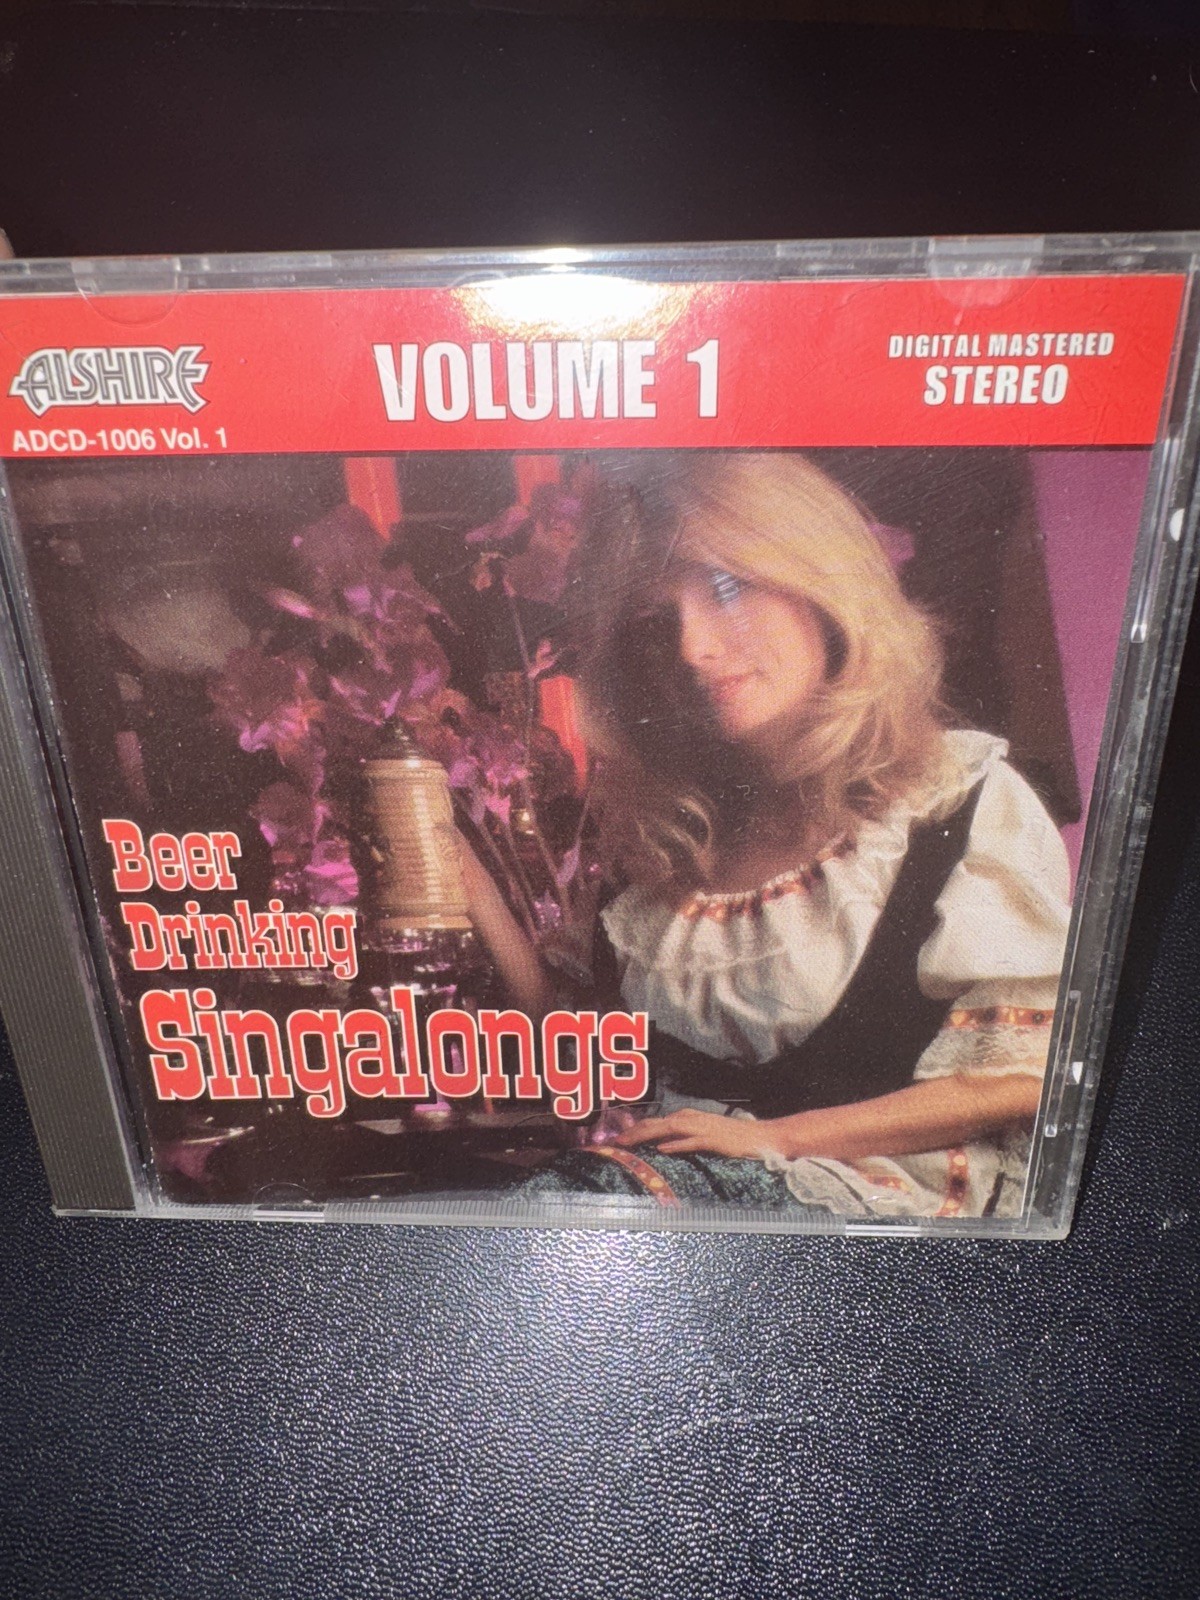 ALSHIRE
ADCD-1006 Vol. 1
VOLUME 1
DIGITAL MASTERED
STEREO
Beer
Drinking
Singalongs